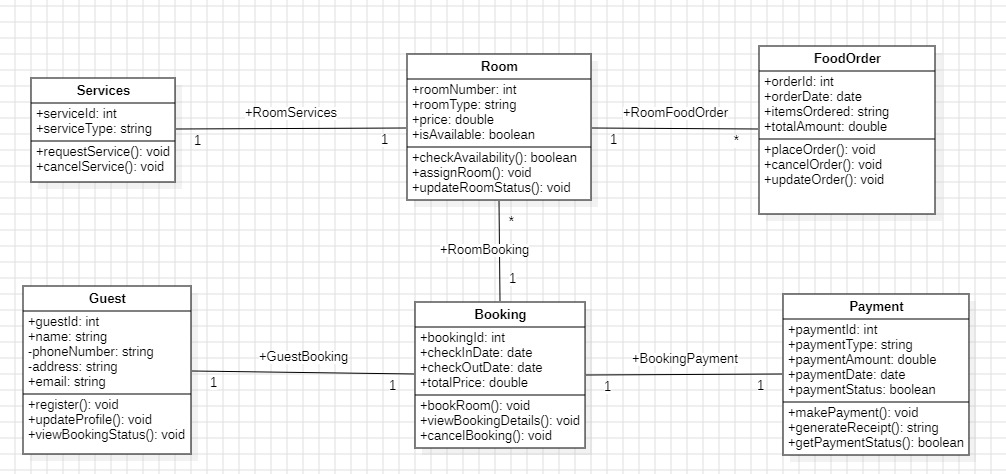 Services
+serviceId: int
+serviceType: string
+requestService(): void
+cancelService(): void
+RoomServices
1
1
Room
+roomNumber: int
+roomType: string
+price: double
+isAvailable: boolean
+checkAvailability(): boolean
+assignRoom(): void
+updateRoomStatus(): void
+RoomFoodOrder
1
*
FoodOrder
+orderId: int
+orderDate: date
+itemsOrdered: string
+totalAmount: double
+placeOrder(): void
+cancelOrder(): void
+updateOrder(): void
*
+RoomBooking
1
Guest
+guestId: int
+name: string
-phoneNumber: string
-address: string
+email: string
+register(): void
+updateProfile(): void
+viewBookingStatus(): void
+GuestBooking
1
1
Booking
+bookingId: int
+checkInDate: date
+checkOutDate: date
+totalPrice: double
+bookRoom(): void
+viewBookingDetails(): void
+cancelBooking(): void
+BookingPayment
1
1
Payment
+paymentId: int
+paymentType: string
+paymentAmount: double
+paymentDate: date
+paymentStatus: boolean
+makePayment(): void
+generateReceipt(): string
+getPaymentStatus(): boolean